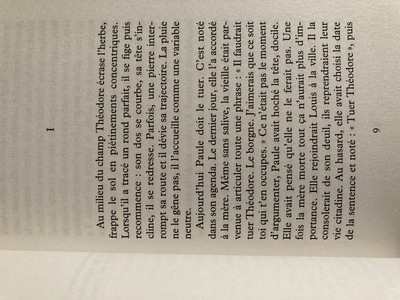 I
Au milieu du champ Théodore écrase l'herbe,
frappe le sol en piétinements concentriques.
Lorsqu'il a tracé un rond parfait, il se fige puis
recommence : son dos se courbe, sa tête s'in-
cline, il se redresse. Parfois, une pierre inter-
rompt sa route et il dévie sa trajectoire. La pluie
ne le gêne pas, il l'accueille comme une variable
neutre.
Aujourd'hui Paule doit le tuer. C'est noté
dans son agenda. Le dernier jour, elle l'a accordé
à la mère. Même sans salive, la vieille était par-
venue à articuler toute une phrase : « Il faudrait
tuer Théodore. Le borgne. J'aimerais que ce soit
toi qui t'en occupes. » Ce n'était pas le moment
d'argumenter, Paule avait hoché la tête, docile.
Elle avait pensé qu'elle ne le ferait pas. Une
fois la mère morte tout ça n'aurait plus d'im-
portance. Elle rejoindrait Louis à la ville. Il la
consolerait de son deuil, ils reprendraient leur
vie citadine. Au hasard, elle avait choisi la date
de la sentence et noté : « Tuer Théodore », puis
9